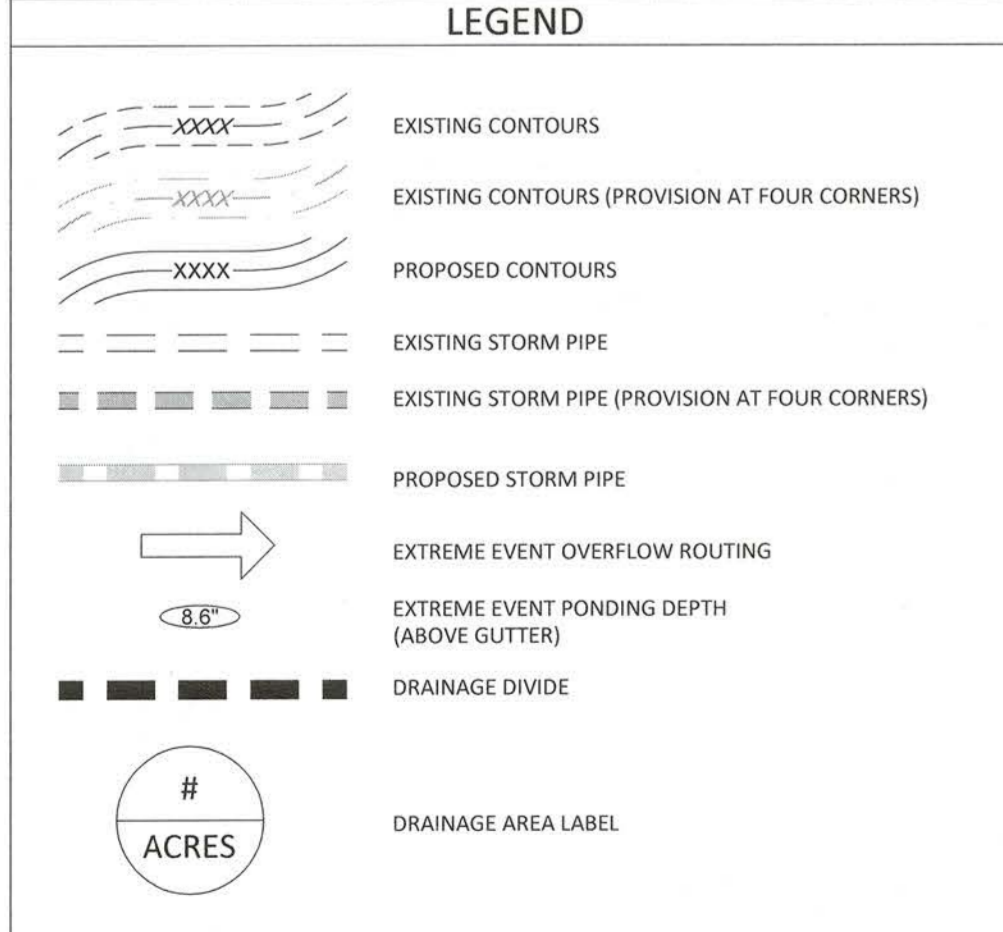 LEGEND
XXXX EXISTING CONTOURS
XXXX EXISTING CONTOURS (PROVISION AT FOUR CORNERS)
XXXX PROPOSED CONTOURS
EXISTING STORM PIPE
EXISTING STORM PIPE (PROVISION AT FOUR CORNERS)
PROPOSED STORM PIPE
EXTREME EVENT OVERFLOW ROUTING
8.6" EXTREME EVENT PONDING DEPTH
(ABOVE GUTTER)
DRAINAGE DIVIDE
#
ACRES
DRAINAGE AREA LABEL